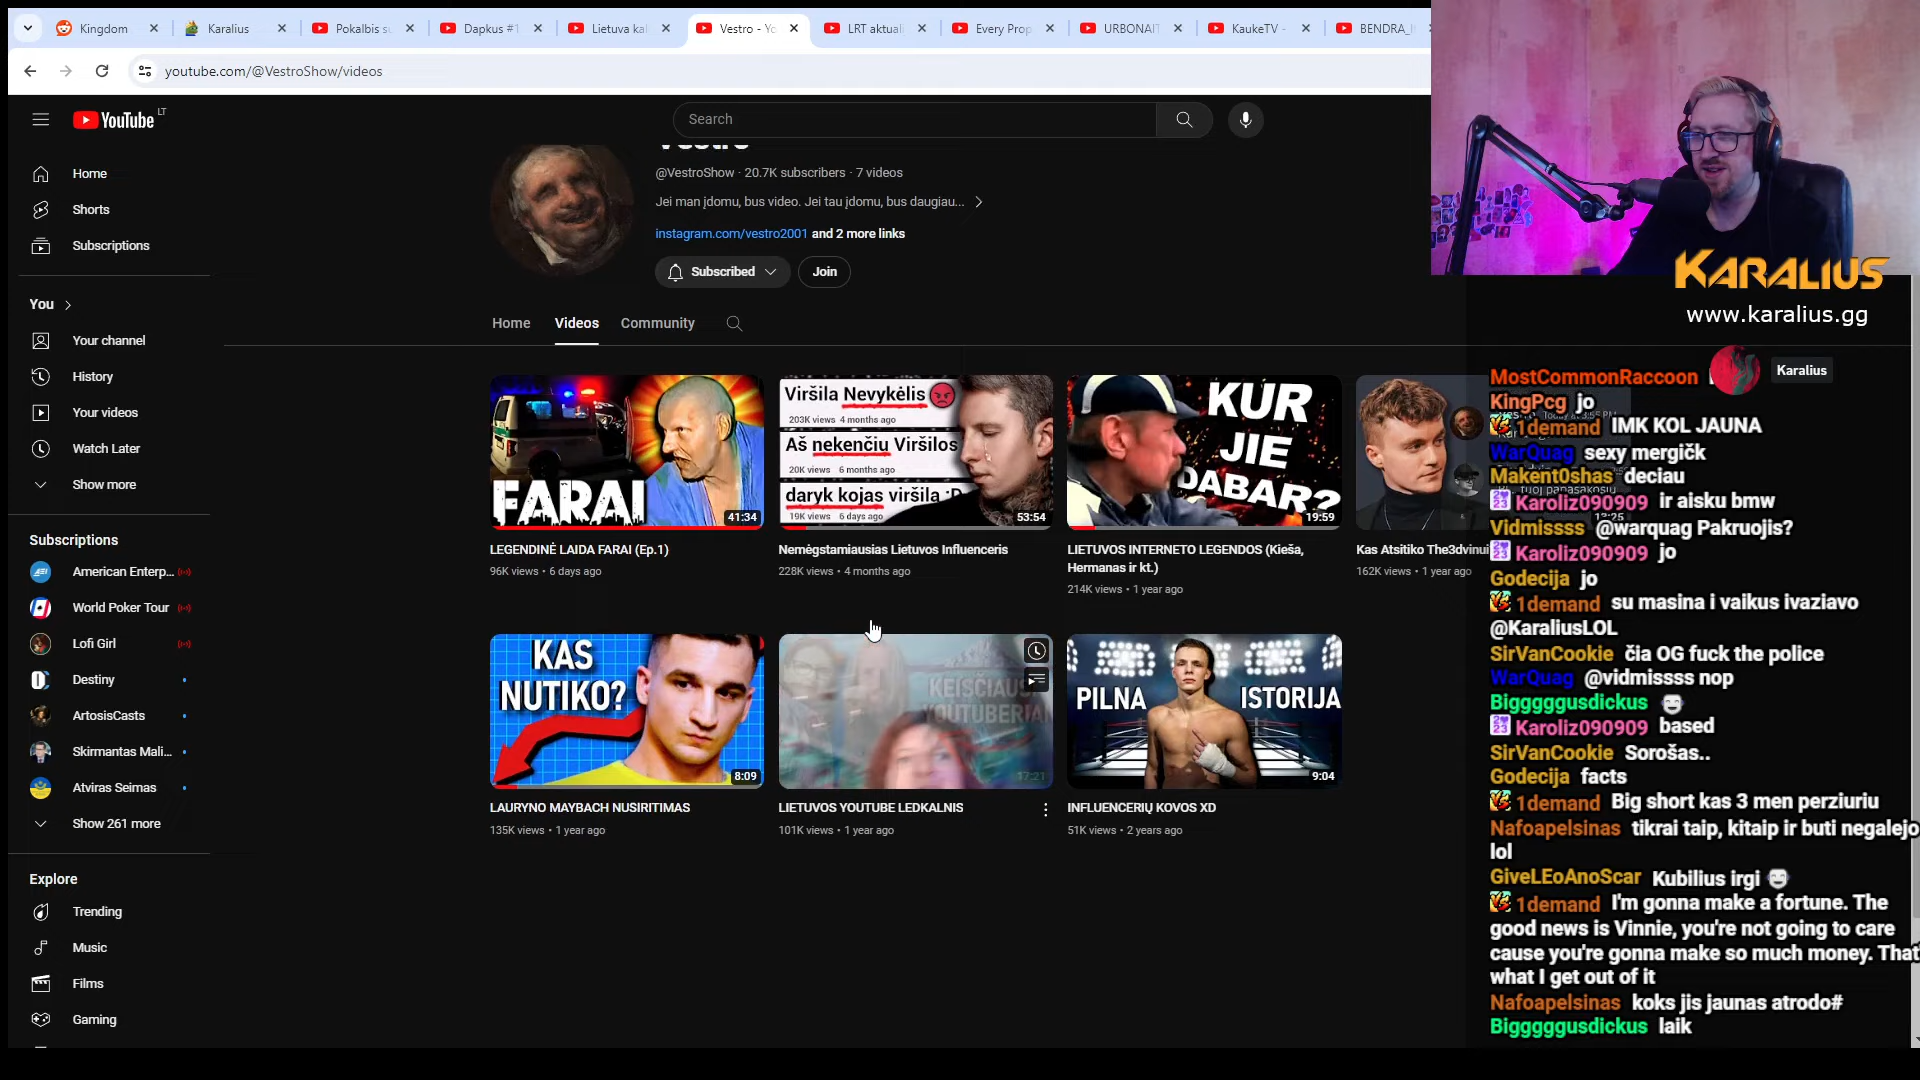 Kingdom
Karalius
Pokalbis su
Dapkus #1
Lietuva kal
Vestro - Yo
LRT aktuali
Every Prop
URBONAIT
KaukeTV -
BENDRA_I
youtube.com/@VestroShow/videos
YouTube LT
Search
Home
Shorts
Subscriptions
You
Your channel
History
Your videos
Watch Later
Show more
Subscriptions
American Enterp...
World Poker Tour
Lofi Girl
Destiny
ArtosisCasts
Skirmantas Mali...
Atviras Seimas
Show 261 more
Explore
Trending
Music
Films
Gaming
Vestro
@VestroShow · 20.7K subscribers · 7 videos
Jei man įdomu, bus video. Jei tau įdomu, bus daugiau...
instagram.com/vestro2001 and 2 more links
Subscribed
Join
Home
Videos
Community
FARAI
41:34
LEGENDINĖ LAIDA FARAI (Ep.1)
96K views • 6 days ago
Viršila Nevykėlis
203K views 4 months ago
Aš nekenčiu Viršilos
20K views 6 months ago
daryk kojas viršila :D
19K views 6 days ago
53:54
Nemėgstamiausias Lietuvos Influenceris
228K views • 4 months ago
KUR
JIE
DABAR?
19:59
LIETUVOS INTERNETO LEGENDOS (Kieša,
Hermanas ir kt.)
214K views • 1 year ago
13:25
Kas Atsitiko The3dvinui
162K views • 1 year ago
KAS
NUTIKO?
8:09
LAURYNO MAYBACH NUSIRITIMAS
135K views • 1 year ago
KEISČIAUS
YOUTUBERIAI
17:21
LIETUVOS YOUTUBE LEDKALNIS
101K views • 1 year ago
PILNA
ISTORIJA
9:04
INFLUENCERIŲ KOVOS XD
51K views • 2 years ago
KARALIUS
www.karalius.gg
Karalius
MostCommonRaccoon
KingPcg jo
1demand IMK KOL JAUNA
WarQuag sexy mergičk
Makent0shas deciau
Karoliz090909 ir aisku bmw
Vidmissss @warquag Pakruojis?
Karoliz090909 jo
Godecija jo
1demand su masina i vaikus ivaziavo
@KaraliusLOL
SirVanCookie čia OG fuck the police
WarQuag @vidmissss nop
Bigggggusdickus
Karoliz090909 based
SirVanCookie Sorošas..
Godecija facts
1demand Big short kas 3 men perziuriu
Nafoapelsinas tikrai taip, kitaip ir buti negalejo
lol
GiveLEoAnoScar Kubilius irgi
1demand I'm gonna make a fortune. The
good news is Vinnie, you're not going to care
cause you're gonna make so much money. That'
what I get out of it
Nafoapelsinas koks jis jaunas atrodo#
Bigggggusdickus laik